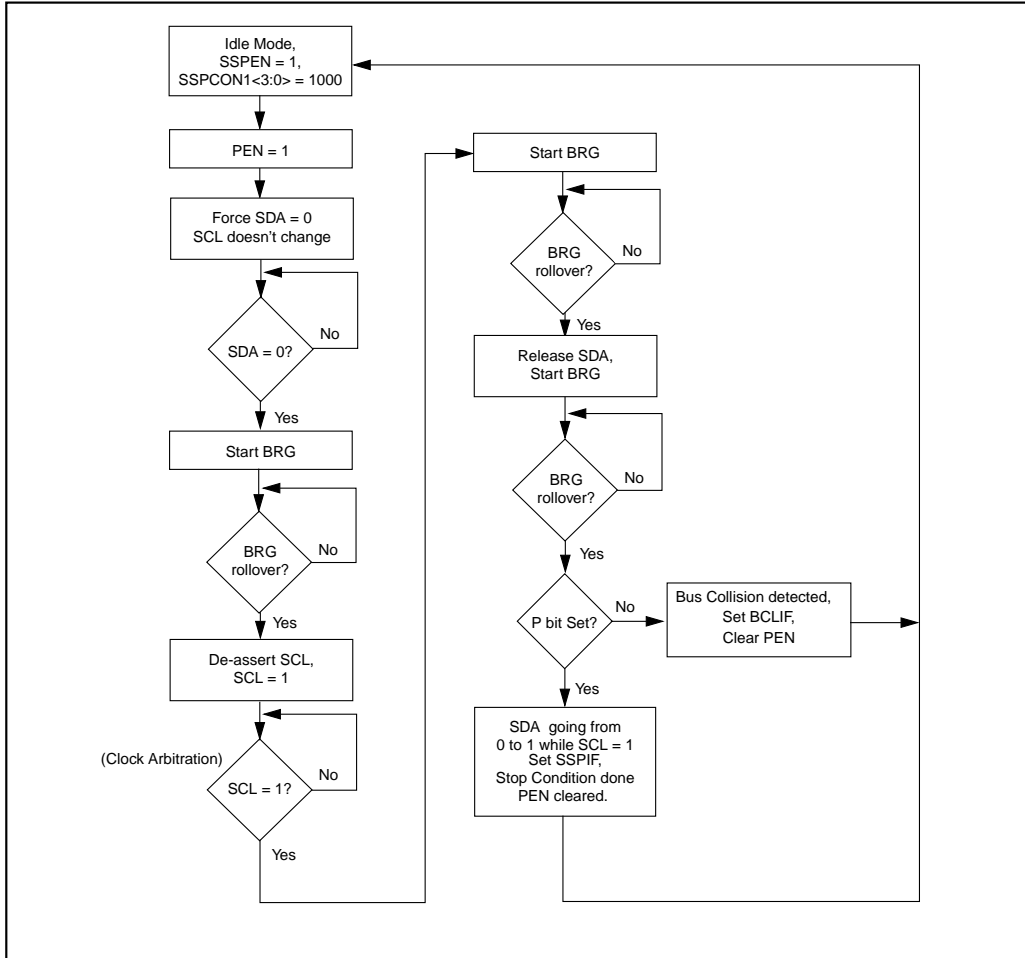 Idle Mode,
SSPEN = 1,
SSPCON1<3:0> = 1000
PEN = 1
Force SDA = 0
SCL doesn't change
SDA = 0?
No
Yes
Start BRG
BRG
rollover?
No
Yes
De-assert SCL,
SCL = 1
(Clock Arbitration)
SCL = 1?
No
Yes
Start BRG
BRG
rollover?
No
Yes
Release SDA,
Start BRG
BRG
rollover?
No
Yes
P bit Set?
No
Bus Collision detected,
Set BCLIF,
Clear PEN
Yes
SDA going from
0 to 1 while SCL = 1
Set SSPIF,
Stop Condition done
PEN cleared.